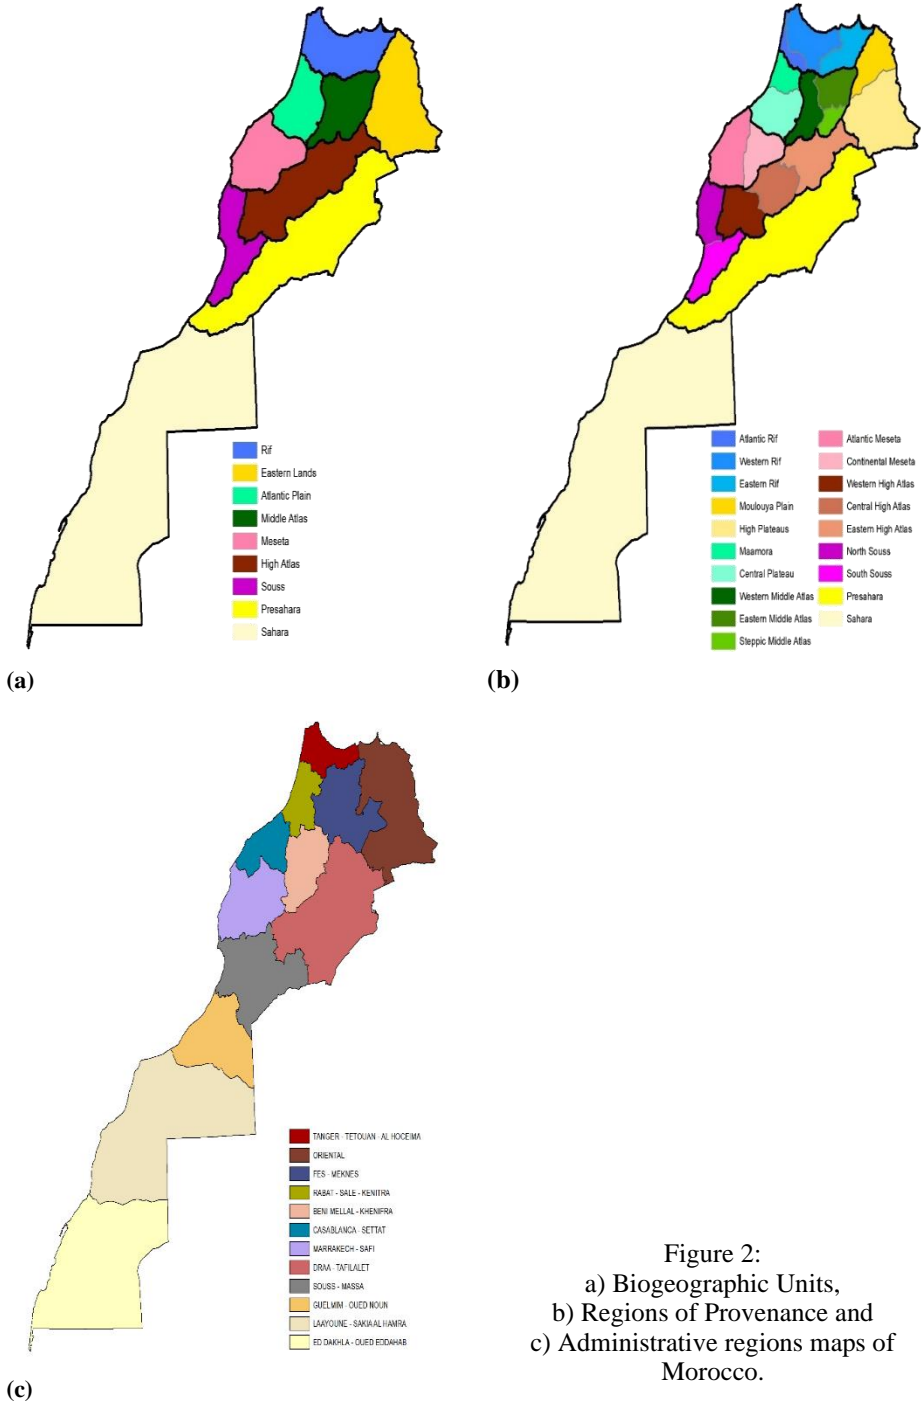 Rif
Eastern Lands
Atlantic Plain
Middle Atlas
Meseta
High Atlas
Souss
Presahara
Sahara
(a)
Atlantic Rif
Western Rif
Eastern Rif
Moulouya Plain
High Plateaus
Maamora
Central Plateau
Western Middle Atlas
Eastern Middle Atlas
Steppic Middle Atlas
Atlantic Meseta
Continental Meseta
Western High Atlas
Central High Atlas
Eastern High Atlas
North Souss
South Souss
Presahara
Sahara
(b)
TANGER - TETOUAN - AL HOCEIMA
ORIENTAL
FES - MEKNES
RABAT - SALE - KENITRA
BENI MELLAL - KHENIFRA
CASABLANCA - SETTAT
MARRAKECH - SAFI
DRAA - TAFILALET
SOUSS - MASSA
GUELMIM - OUED NOUN
LAAYOUNE - SAKIA AL HAMRA
ED DAKHLA - OUED EDDAHAB
(c)
Figure 2:
a) Biogeographic Units,
b) Regions of Provenance and
c) Administrative regions maps of
Morocco.